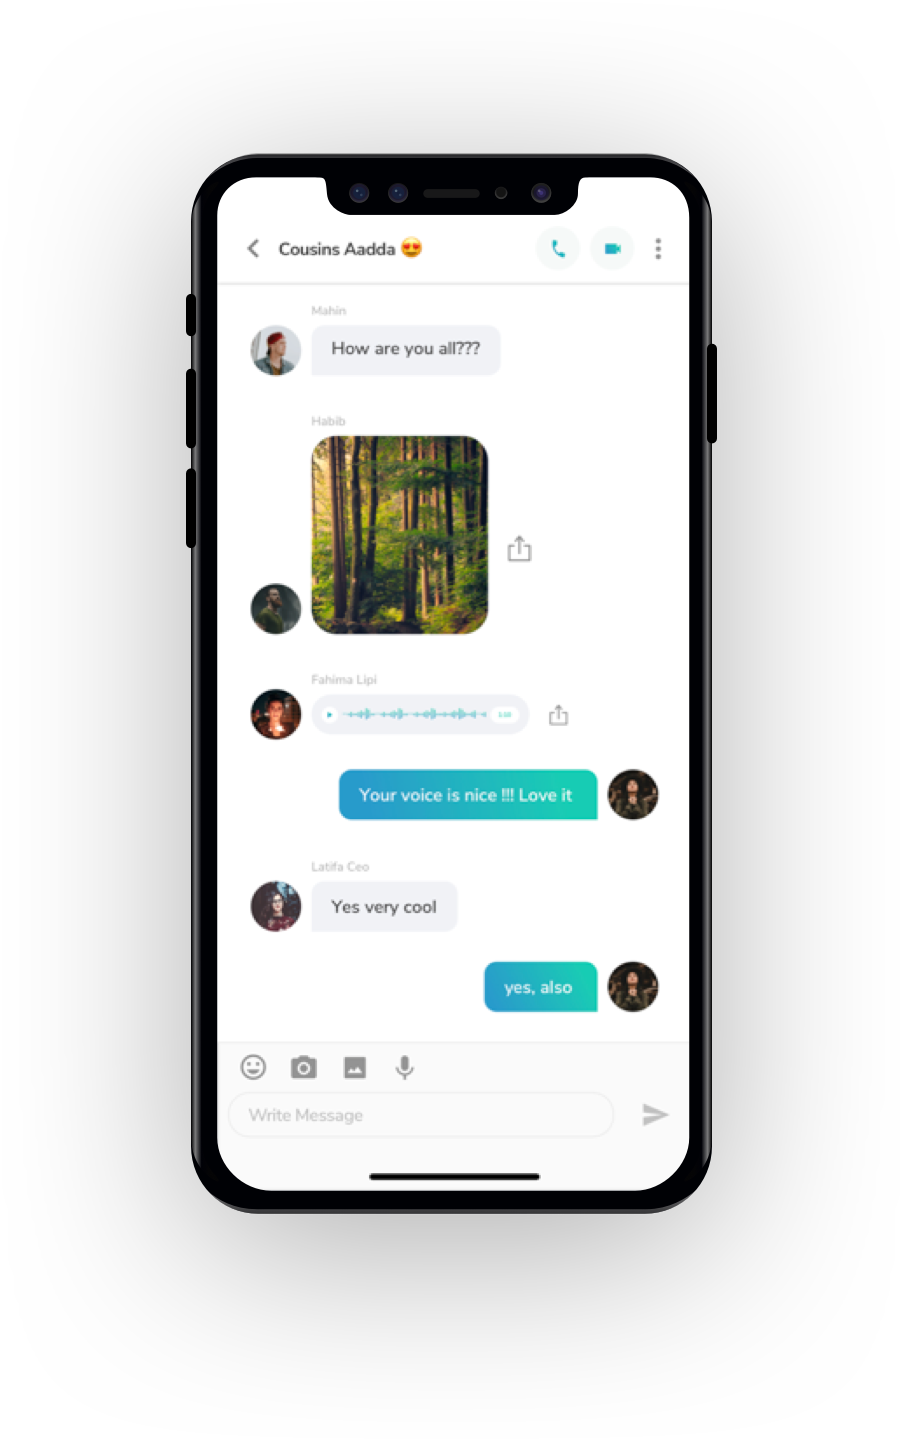 Cousins Aadda 😍
Mahin
How are you all???
Habib
Fahima Lipi
Your voice is nice !!! Love it
Latifa Ceo
Yes very cool
yes, also
Write Message